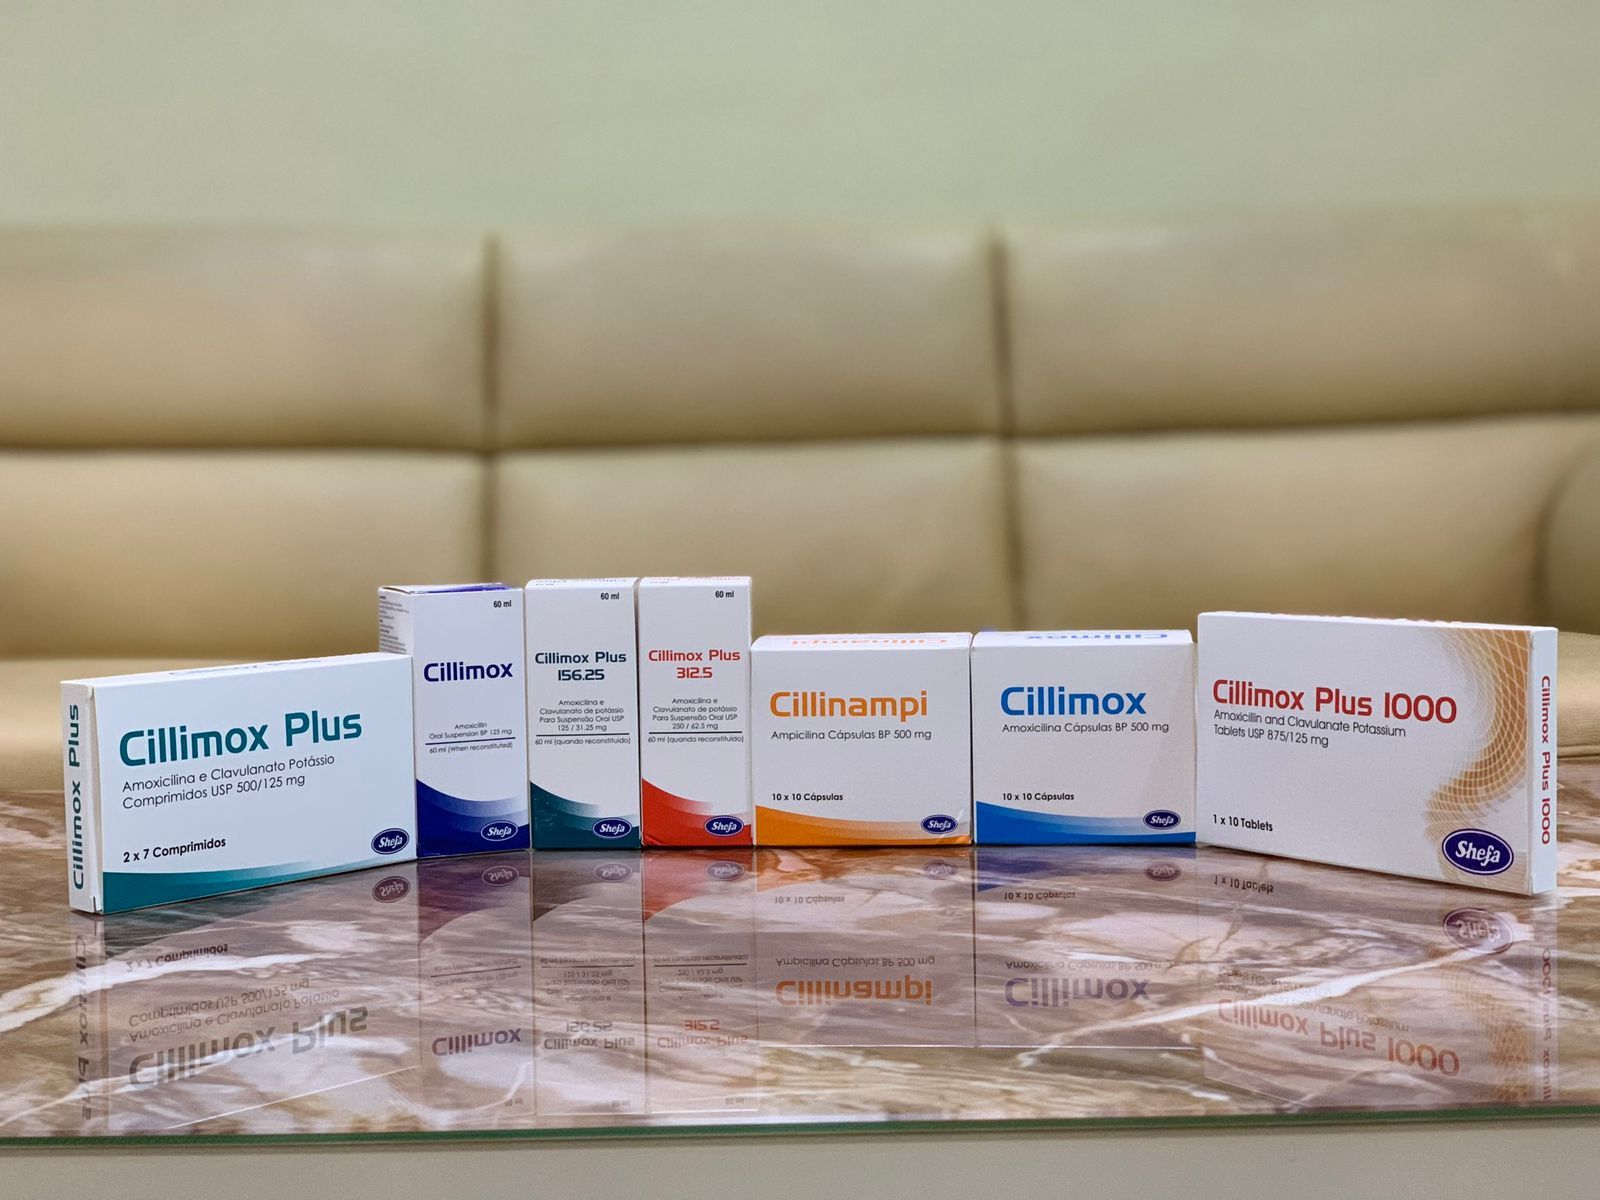 Cillimox Plus
Cillimox Plus
Amoxicilina e Clavulanato Potássio
Comprimidos USP 500/125 mg
2 x 7 Comprimidos
Shefa
60 ml
Cillimox
Amoxicillin
Oral Suspension BP 125 mg
60 ml (When reconstituted)
Shefa
60 ml
Cillimox Plus
156.25
Amoxicilina e
Clavulanato de potássio
Para Suspensão Oral USP
125 / 31.25 mg
60 ml (quando reconstituído)
Shefa
60 ml
Cillimox Plus
312.5
Amoxicilina e
Clavulanato de potássio
Para Suspensão Oral USP
250 / 62.5 mg
60 ml (quando reconstituído)
Shefa
Cillinampi
Cillinampi
Ampicilina Cápsulas BP 500 mg
10 x 10 Cápsulas
Shefa
Cillimox
Cillimox
Amoxicilina Cápsulas BP 500 mg
10 x 10 Cápsulas
Shefa
Cillimox Plus 1000
Amoxicillin and Clavulanate Potassium
Tablets USP 875/125 mg
1 x 10 Tablets
Shefa
Cillimox Plus 1000